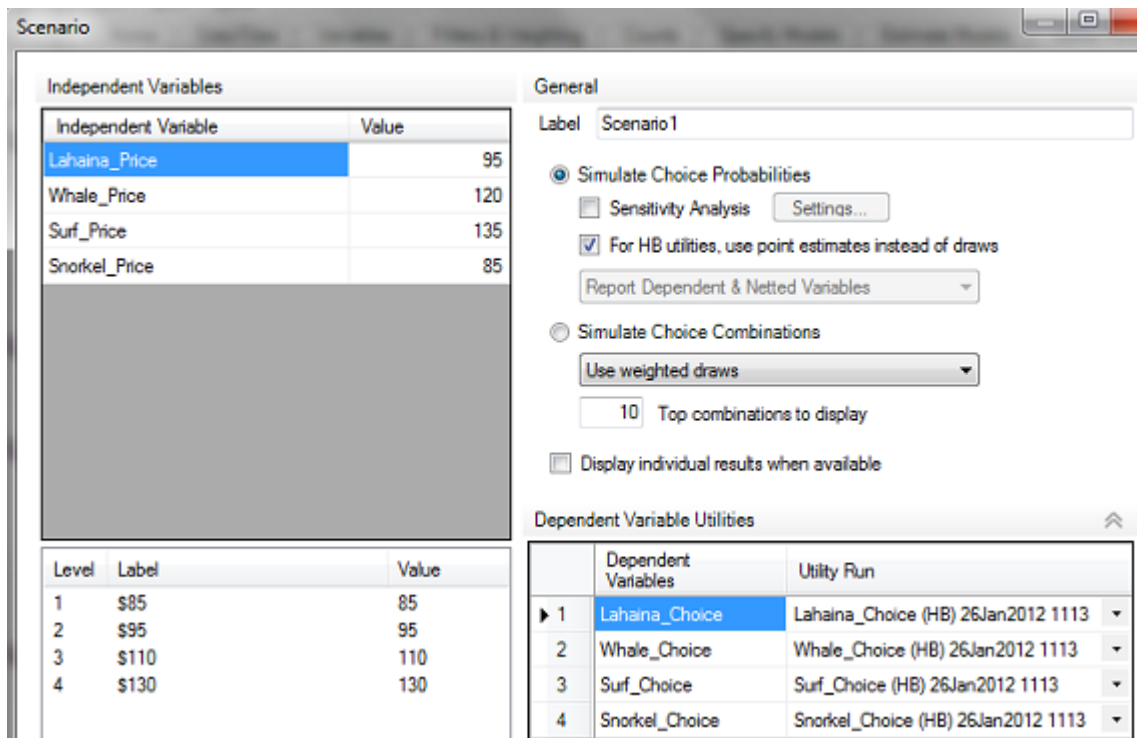 Scenario
Independent Variables
Independent Variable Value
Lahaina_Price 95
Whale_Price 120
Surf_Price 135
Snorkel_Price 85
Level Label Value
1 $85 85
2 $95 95
3 $110 110
4 $130 130
General
Label Scenario1
Simulate Choice Probabilities
Sensitivity Analysis Settings...
For HB utilities, use point estimates instead of draws
Report Dependent & Netted Variables
Simulate Choice Combinations
Use weighted draws
10 Top combinations to display
Display individual results when available
Dependent Variable Utilities
Dependent
Variables
Utility Run
1 Lahaina_Choice Lahaina_Choice (HB) 26Jan2012 1113
2 Whale_Choice Whale_Choice (HB) 26Jan2012 1113
3 Surf_Choice Surf_Choice (HB) 26Jan2012 1113
4 Snorkel_Choice Snorkel_Choice (HB) 26Jan2012 1113